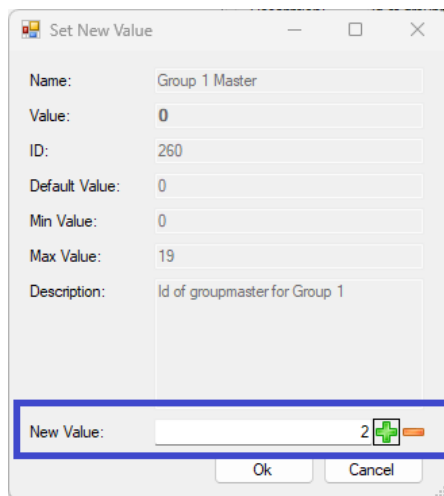 Set New Value
Name: Group 1 Master
Value: 0
ID: 260
Default Value: 0
Min Value: 0
Max Value: 19
Description: Id of groupmaster for Group 1
New Value: 2
Ok Cancel